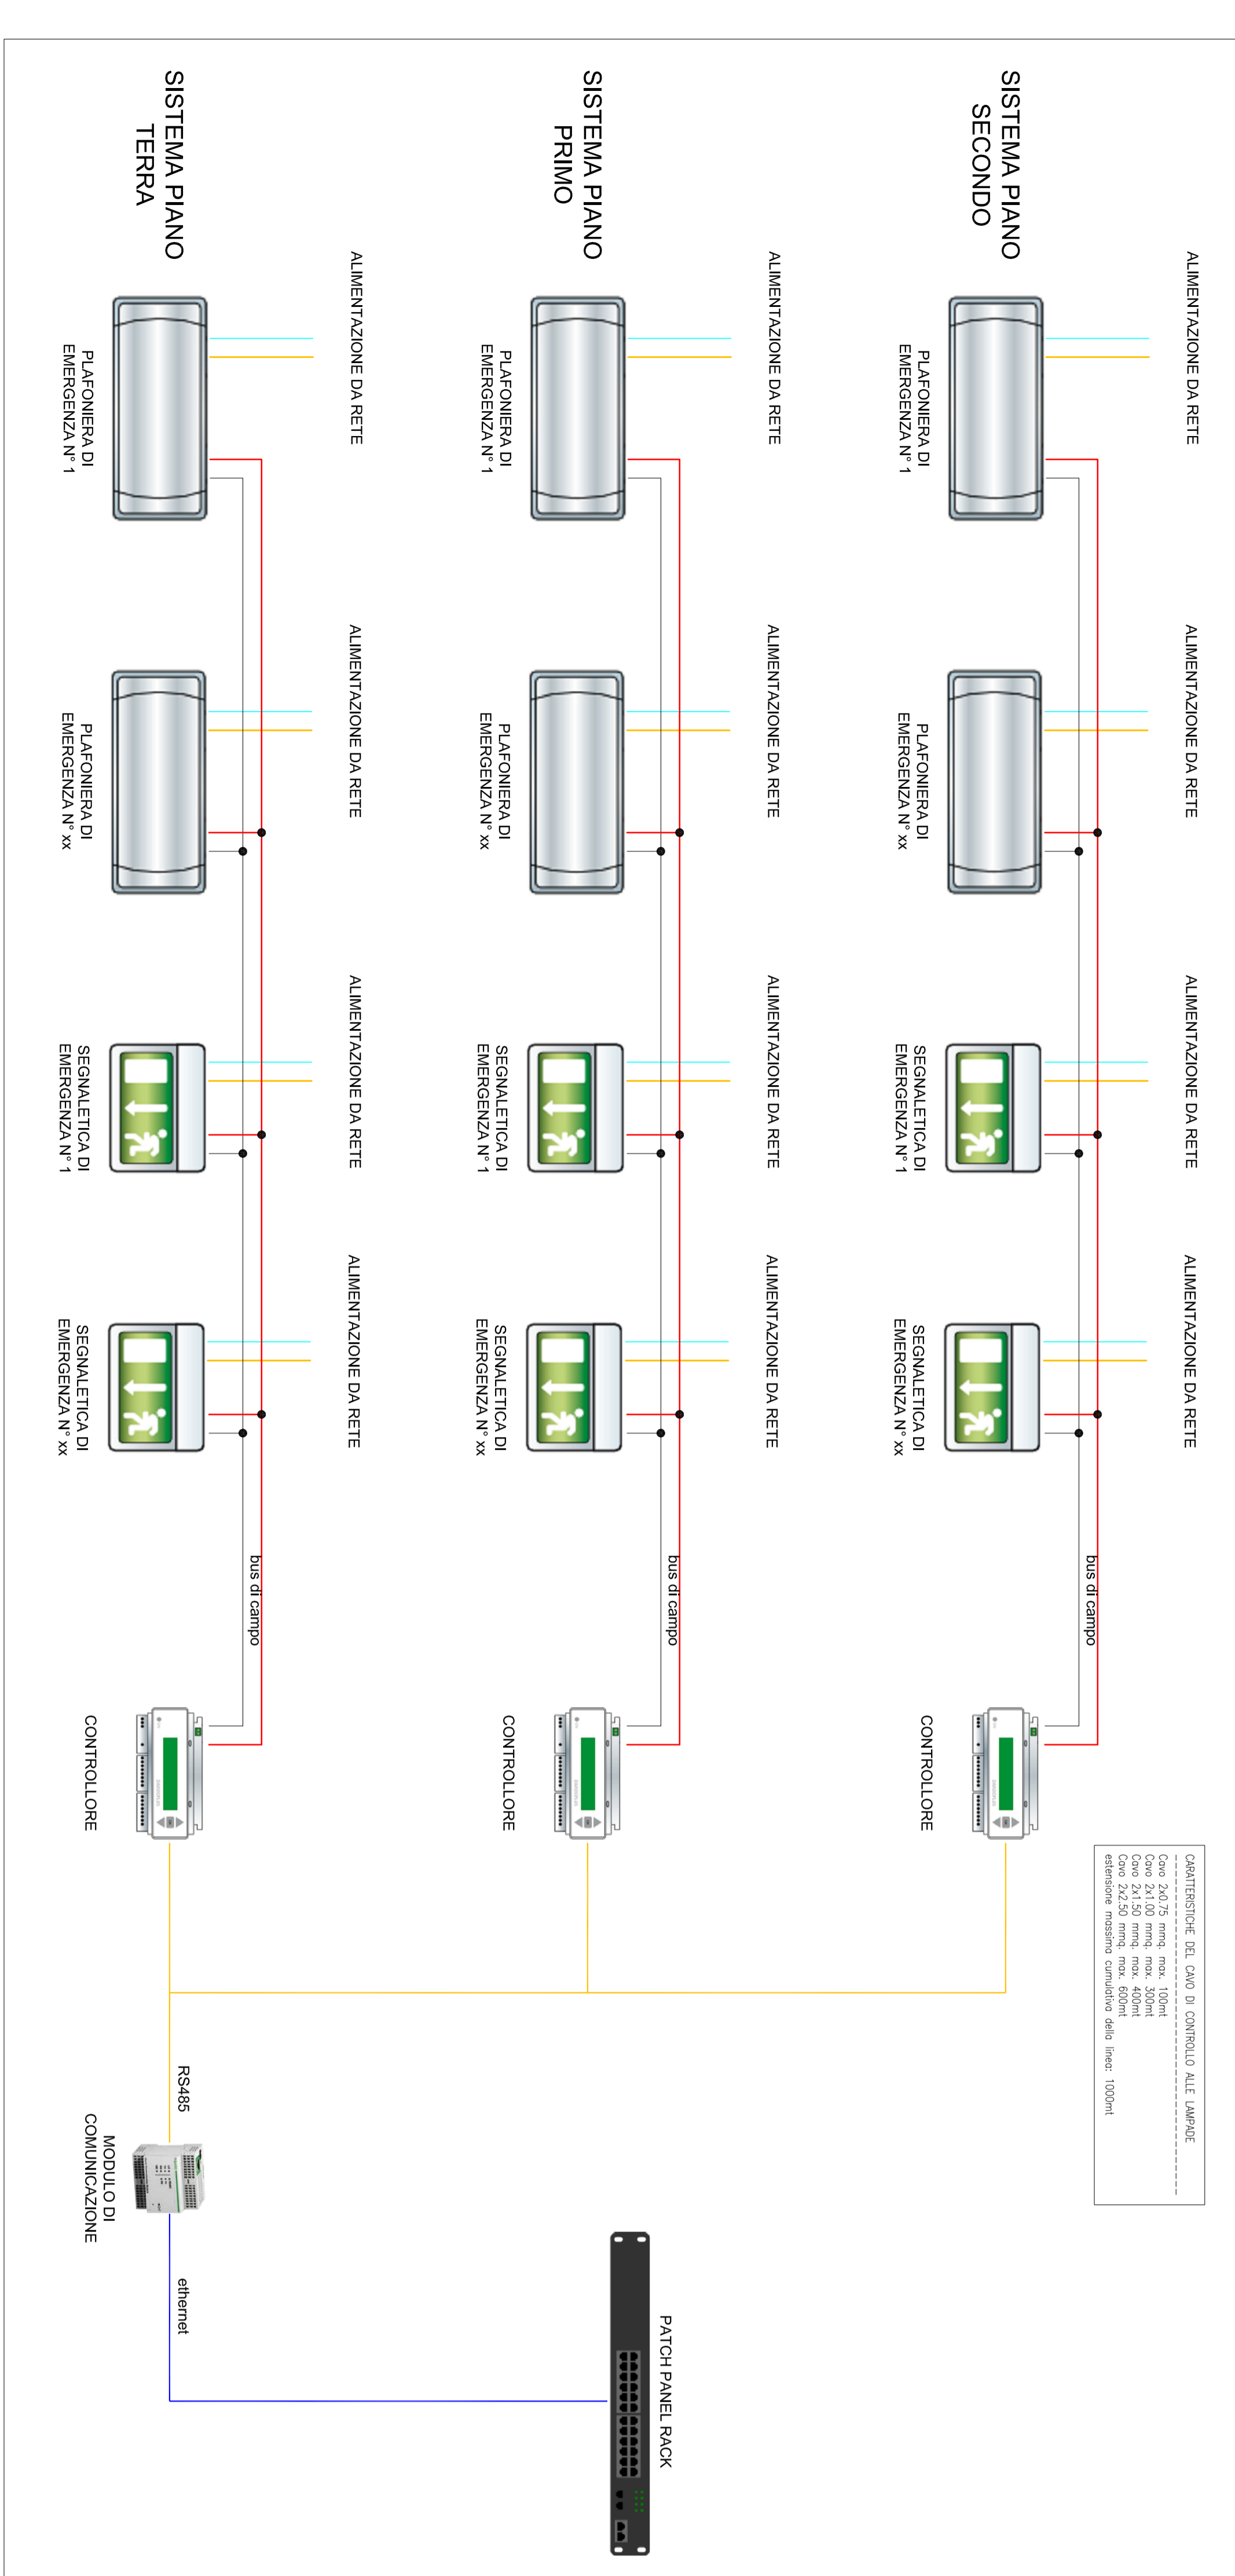 SISTEMA PIANO
SECONDO
ALIMENTAZIONE DA RETE
ALIMENTAZIONE DA RETE
ALIMENTAZIONE DA RETE
ALIMENTAZIONE DA RETE
PLAFONIERA DI
EMERGENZA N° 1
PLAFONIERA DI
EMERGENZA N° xx
SEGNALETICA DI
EMERGENZA N° 1
SEGNALETICA DI
EMERGENZA N° xx
bus di campo
CONTROLLORE
CARATTERISTICHE DEL CAVO DI CONTROLLO ALLE LAMPADE
Cavo 2x0.75 mmq. max. 100mt
Cavo 2x1.00 mmq. max. 300mt
Cavo 2x1.50 mmq. max. 400mt
Cavo 2x2.50 mmq. max. 600mt
estensione massima cumulativa della linea: 1000mt
SISTEMA PIANO
PRIMO
ALIMENTAZIONE DA RETE
ALIMENTAZIONE DA RETE
ALIMENTAZIONE DA RETE
ALIMENTAZIONE DA RETE
PLAFONIERA DI
EMERGENZA N° 1
PLAFONIERA DI
EMERGENZA N° xx
SEGNALETICA DI
EMERGENZA N° 1
SEGNALETICA DI
EMERGENZA N° xx
bus di campo
CONTROLLORE
PATCH PANEL RACK
SISTEMA PIANO
TERRA
ALIMENTAZIONE DA RETE
ALIMENTAZIONE DA RETE
ALIMENTAZIONE DA RETE
ALIMENTAZIONE DA RETE
PLAFONIERA DI
EMERGENZA N° 1
PLAFONIERA DI
EMERGENZA N° xx
SEGNALETICA DI
EMERGENZA N° 1
SEGNALETICA DI
EMERGENZA N° xx
bus di campo
CONTROLLORE
RS485
MODULO DI
COMUNICAZIONE
ethernet